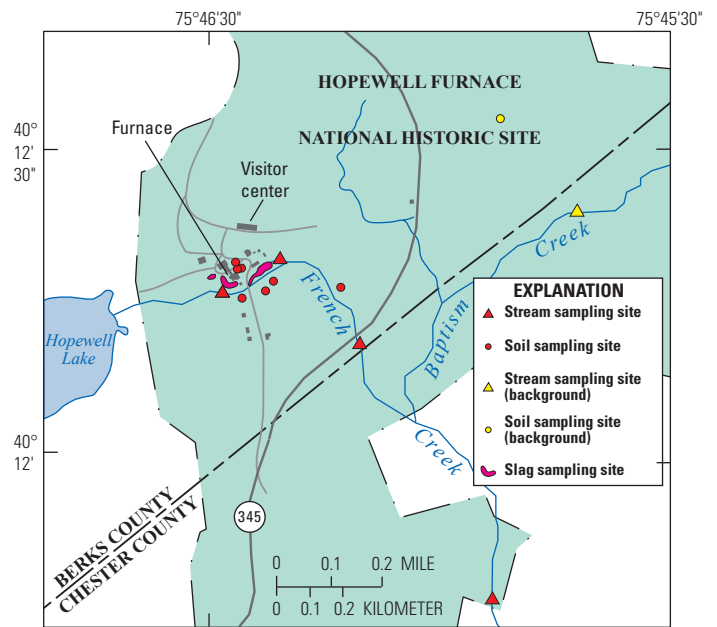 75°46'30"
75°45'30"
HOPEWELL FURNACE
NATIONAL HISTORIC SITE
40°
12'
30"
Furnace
Visitor
center
Creek
French
Baptism
Creek
Hopewell
Lake
EXPLANATION
Stream sampling site
Soil sampling site
Stream sampling site
(background)
Soil sampling site
(background)
Slag sampling site
40°
12'
345
BERKS COUNTY
CHESTER COUNTY
0 0.1 0.2 MILE
0 0.1 0.2 KILOMETER